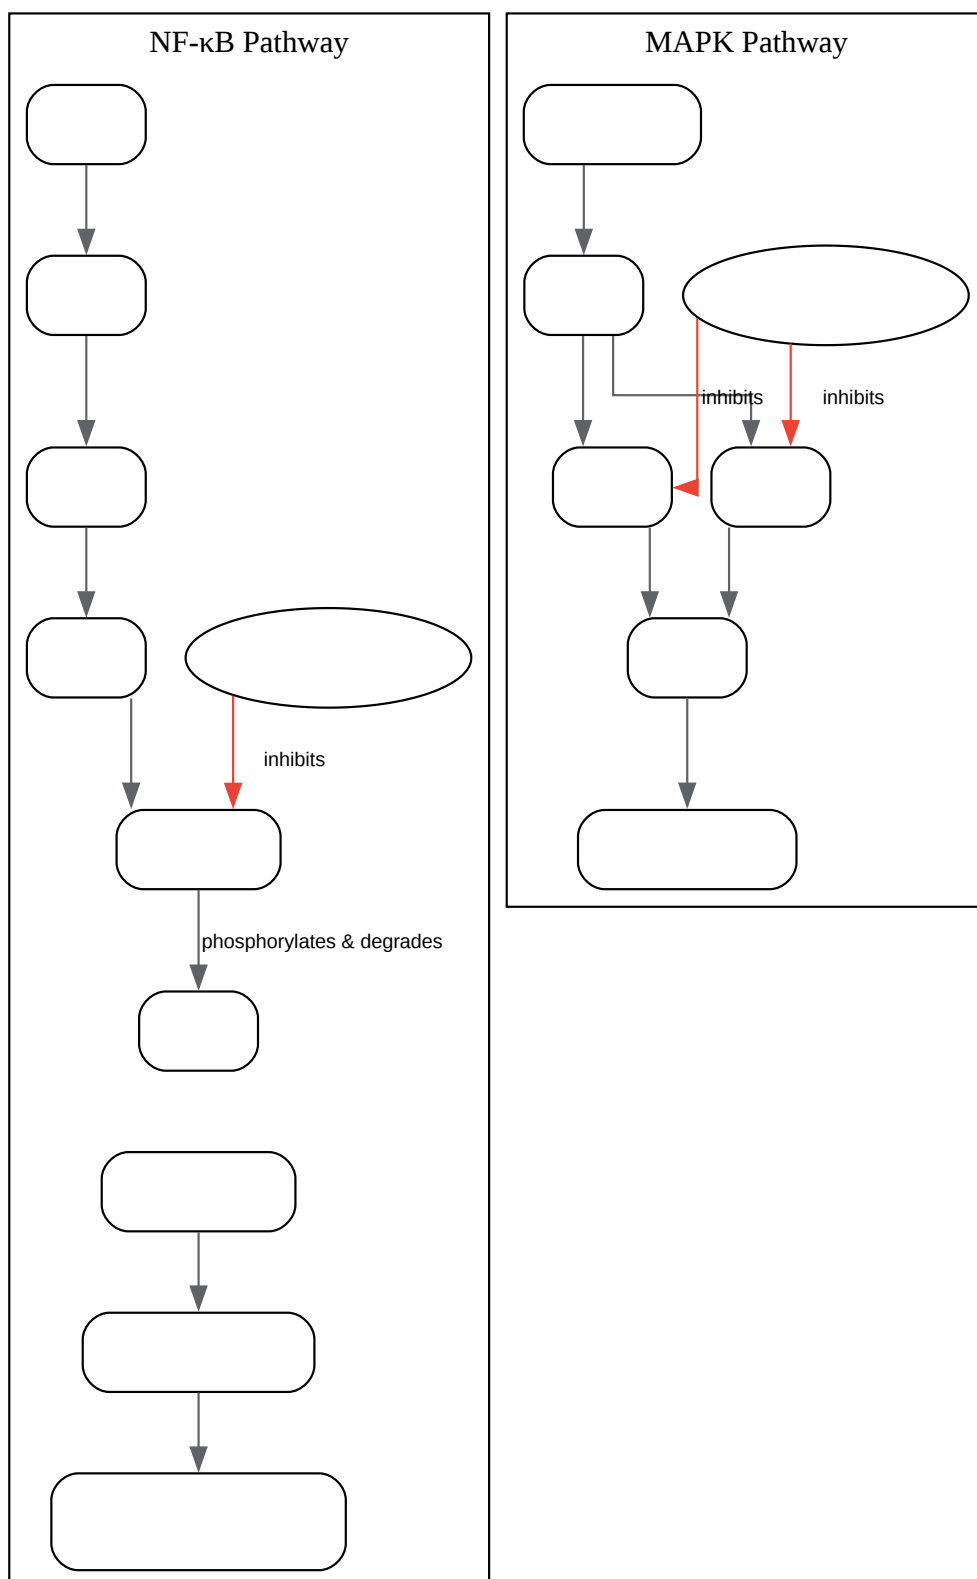 NF-κB Pathway
MAPK Pathway
inhibits
inhibits
inhibits
phosphorylates & degrades